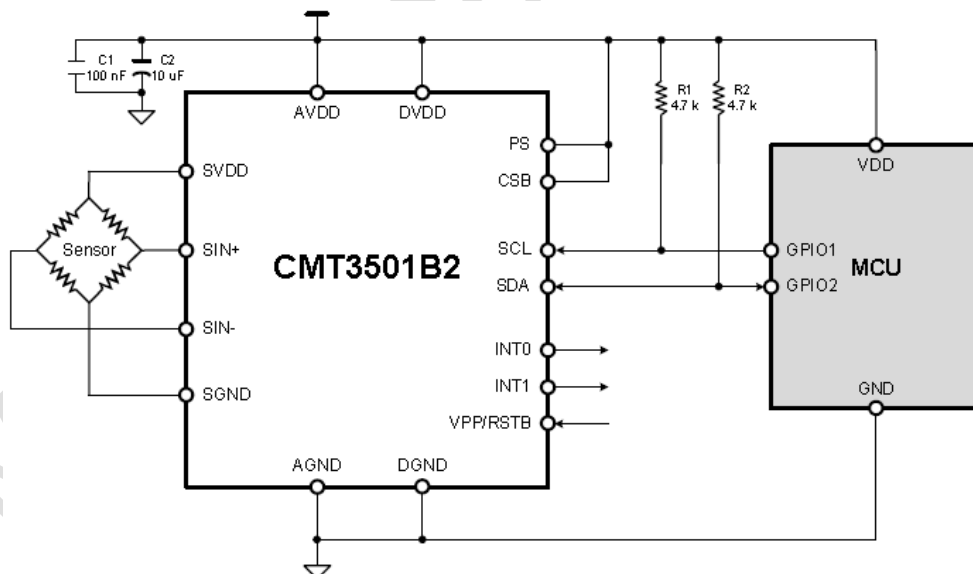 C1
100 nF
C2
10 uF
R1
4.7 k
R2
4.7 k
AVDD
DVDD
PS
CSB
VDD
SVDD
Sensor
SIN+
SIN-
SGND
CMT3501B2
SCL
SDA
INT0
INT1
VPP/RSTB
GPIO1
GPIO2
MCU
GND
AGND
DGND